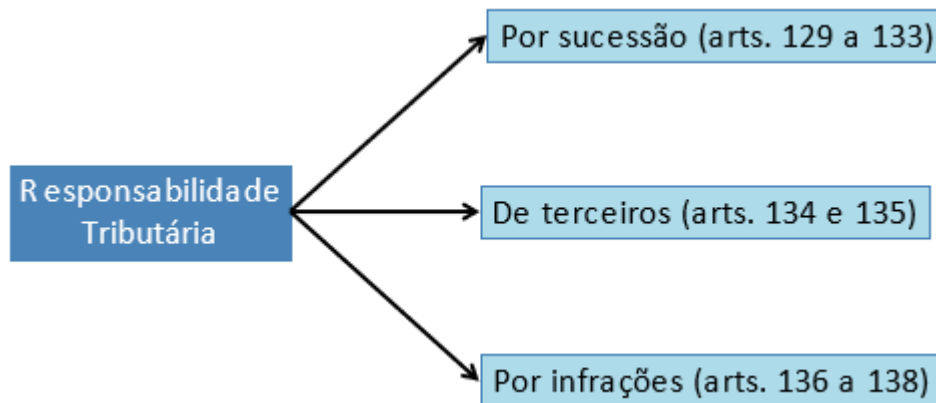 Por sucessão (arts. 129 a 133)
Responsabilidade
Tributária
De terceiros (arts. 134 e 135)
Por infrações (arts. 136 a 138)